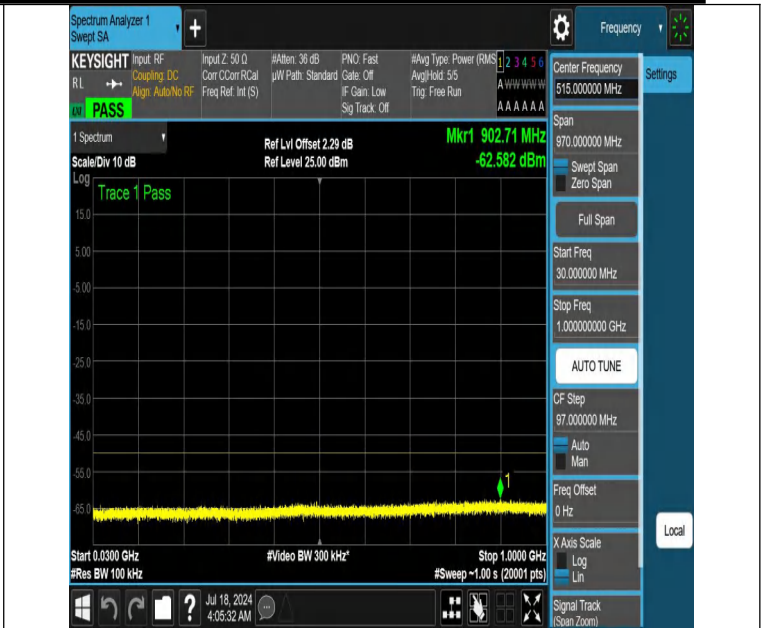 Spectrum Analyzer 1
Swept SA
+
Frequency
KEYSIGHT
RL
PASS
Input: RF
Coupling: DC
Align: Auto/No RF
Input Z: 50 Ω
Corr CCorr RCal
Freq Ref: Int (S)
#Atten: 36 dB
µW Path: Standard
PNO: Fast
Gate: Off
IF Gain: Low
Sig Track: Off
#Avg Type: Power (RMS
Avg|Hold: 5/5
Trig: Free Run
1 2 3 4 5 6
A W W W W W
A A A A A A
1 Spectrum
Scale/Div 10 dB
Ref Lvl Offset 2.29 dB
Ref Level 25.00 dBm
Mkr1 902.71 MHz
-62.582 dBm
Log
Trace 1 Pass
15.0
5.00
-5.00
-15.0
-25.0
-35.0
-45.0
-55.0
-65.0
1
Start 0.0300 GHz
#Video BW 300 kHz*
Stop 1.0000 GHz
#Res BW 100 kHz
#Sweep ~1.00 s (20001 pts)
?
Jul 18, 2024
4:05:32 AM
Center Frequency
515.000000 MHz
Settings
Span
970.000000 MHz
Swept Span
Zero Span
Full Span
Start Freq
30.000000 MHz
Stop Freq
1.000000000 GHz
AUTO TUNE
CF Step
97.000000 MHz
Auto
Man
Freq Offset
0 Hz
Local
X Axis Scale
Log
Lin
Signal Track
(Span Zoom)